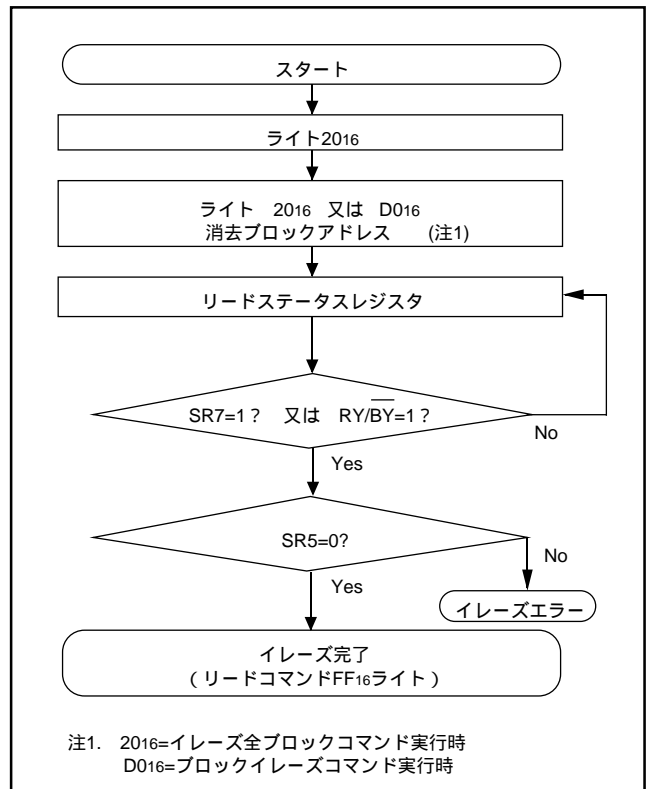 スタート
ライト2016
ライト 2016 又は D016
消去ブロックアドレス (注1)
リードステータスレジスタ
SR7=1? 又は RY/BY=1?
No
Yes
SR5=0?
No
Yes
イレーズエラー
イレーズ完了
(リードコマンドFF16ライト)
注1. 2016=イレーズ全ブロックコマンド実行時
D016=ブロックイレーズコマンド実行時